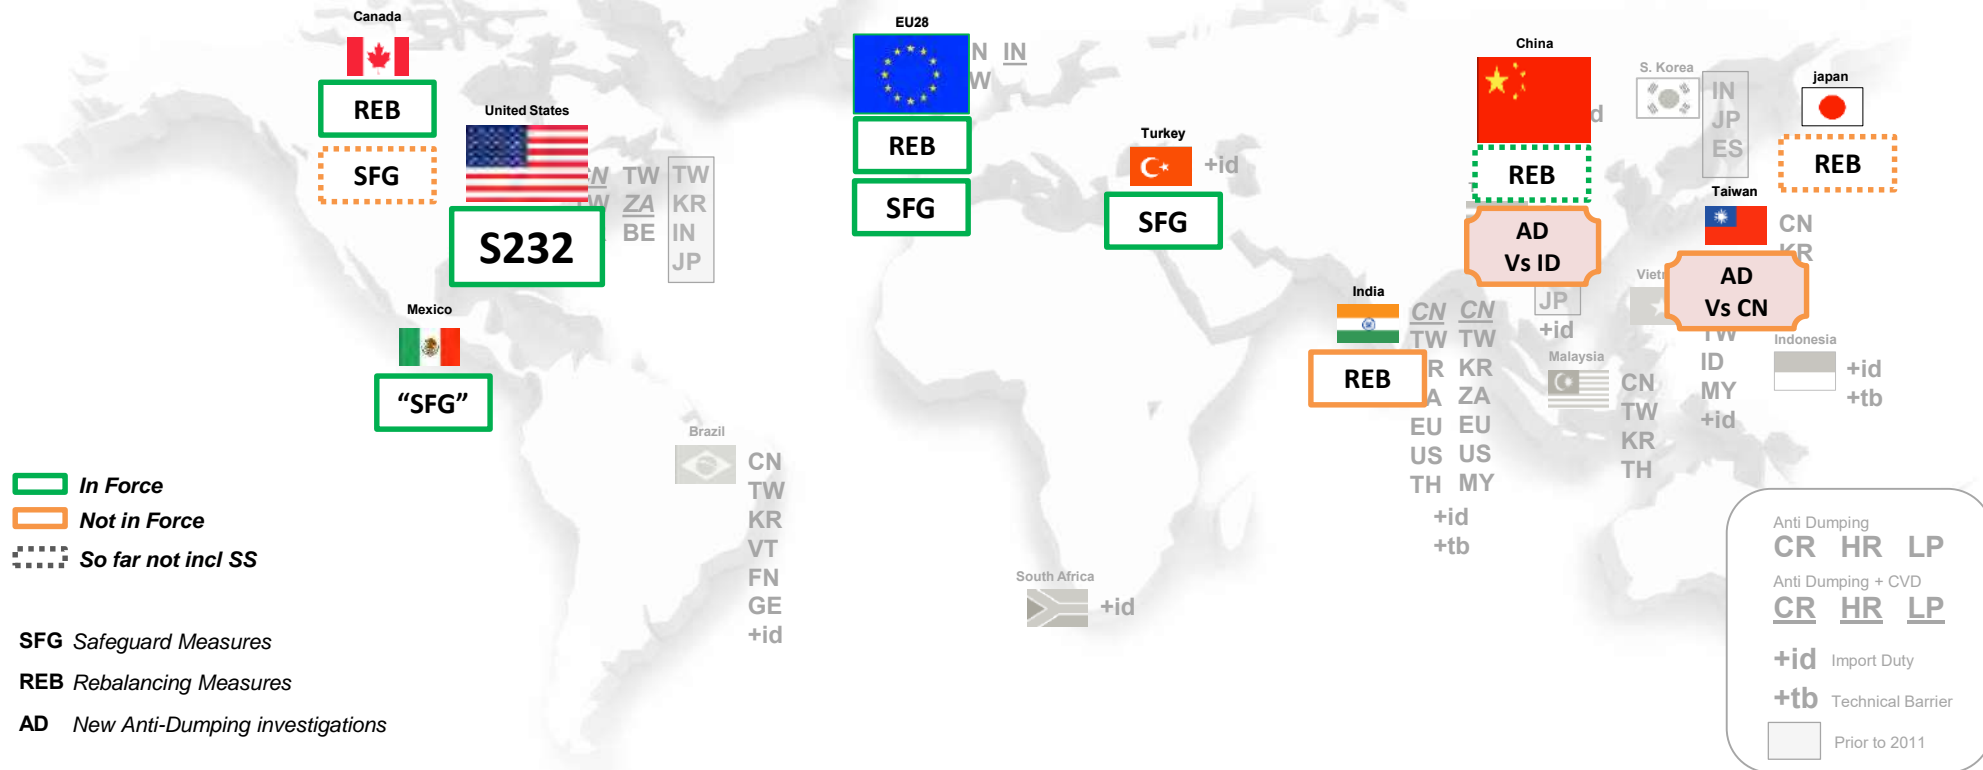 Canada
REB
SFG
United States
S232
CN TW
TW ZA
BE
TW
KR
IN
JP
Mexico
“SFG”
Brazil
CN
TW
KR
VT
FN
GE
+id
EU28
N IN
W
REB
SFG
Turkey
+id
SFG
South Africa
+id
China
d
REB
AD
Vs ID
JP
+id
S. Korea
IN
JP
ES
japan
REB
Taiwan
CN
KR
AD
Vs CN
Viet
TW
ID
MY
+id
Indonesia
+id
+tb
India
REB
CN CN
TW TW
R KR
A ZA
EU EU
US US
TH MY
+id
+tb
Malaysia
CN
TW
KR
TH
In Force
Not in Force
So far not incl SS
SFG Safeguard Measures
REB Rebalancing Measures
AD New Anti-Dumping investigations
Anti Dumping
CR HR LP
Anti Dumping + CVD
CR HR LP
+id Import Duty
+tb Technical Barrier
Prior to 2011